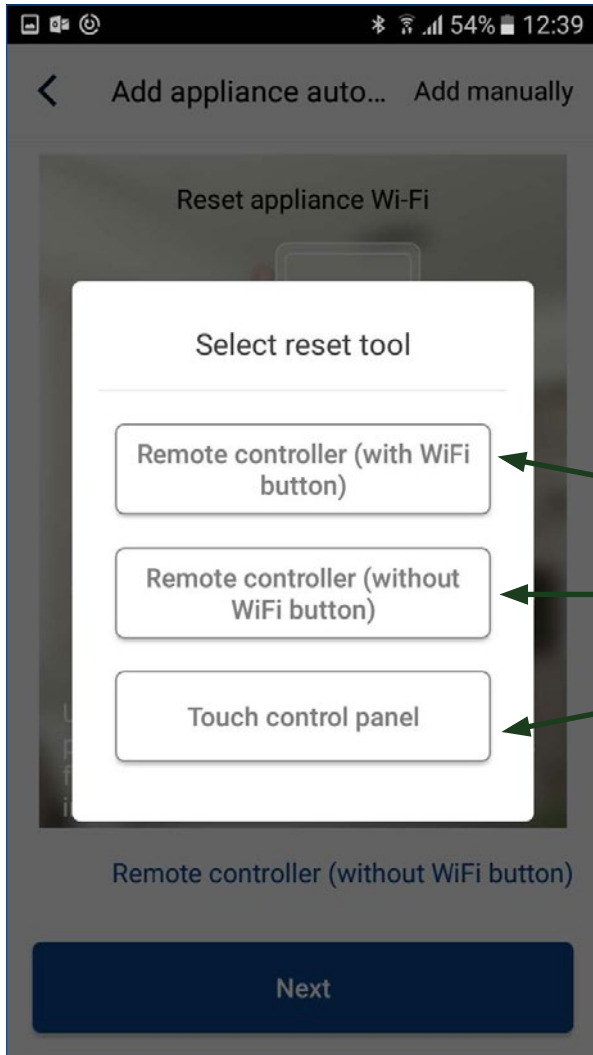 54% 12:39
Add appliance auto... Add manually
Reset appliance Wi-Fi
Select reset tool
Remote controller (with WiFi
button)
Remote controller (without
WiFi button)
Touch control panel
Remote controller (without WiFi button)
Next